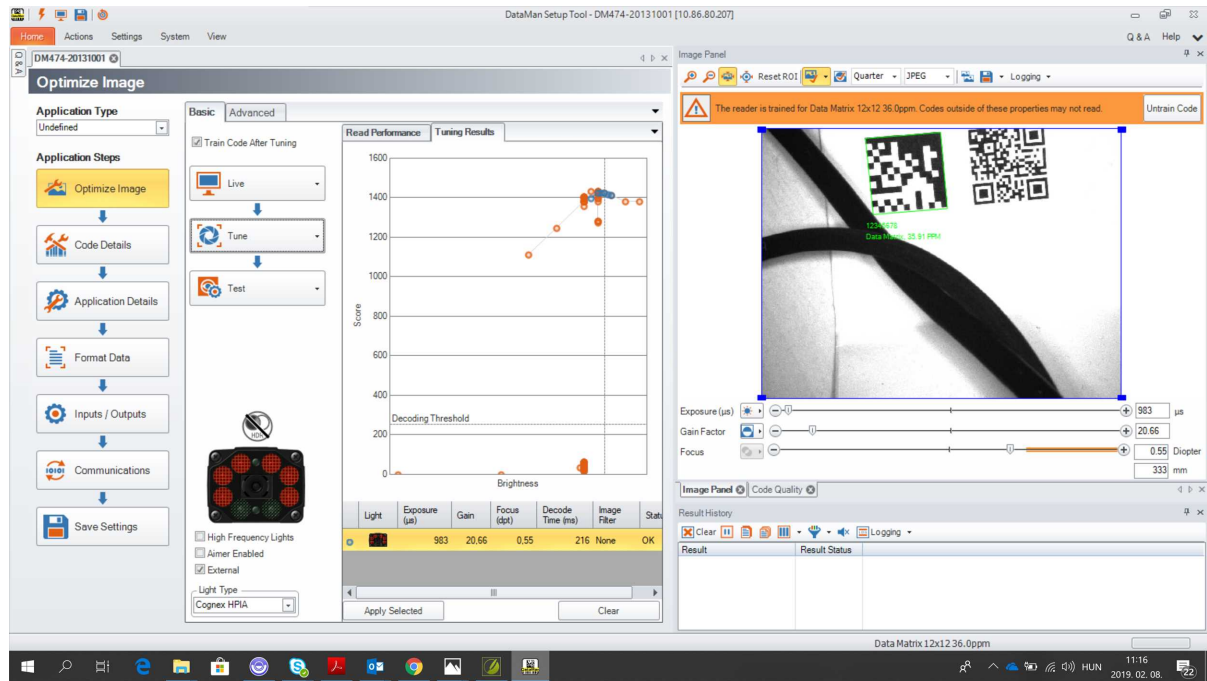 DataMan Setup Tool - DM474-20131001 [10.86.80.207]
Home Actions Settings System View
Q & A Help
Q & A
DM474-20131001
Optimize Image
Application Type
Undefined
Application Steps
Optimize Image
Code Details
Application Details
Format Data
Inputs / Outputs
Communications
Save Settings
Basic Advanced
Train Code After Tuning
Live
Tune
Test
HDR
High Frequency Lights
Aimer Enabled
External
Light Type
Cognex HPIA
Read Performance Tuning Results
1600
1400
1200
1000
800
600
400
200
0
Score
Decoding Threshold
Brightness
Light Exposure (µs) Gain Focus (dpt) Decode Time (ms) Image Filter
983 20,66 0,55 216 None OK
Apply Selected Clear
Image Panel
Reset ROI Quarter JPEG Logging
The reader is trained for Data Matrix 12x12 36.0ppm. Codes outside of these properties may not read.
Untrain Code
12345678
Data Matrix: 35.91 PPM
Exposure (µs) 983 µs
Gain Factor 20.66
Focus 0.55 Diopter
333 mm
Image Panel Code Quality
Result History
Clear Logging
Result Result Status
Data Matrix 12x12 36.0ppm
HUN
11:16
2019. 02. 08.
22